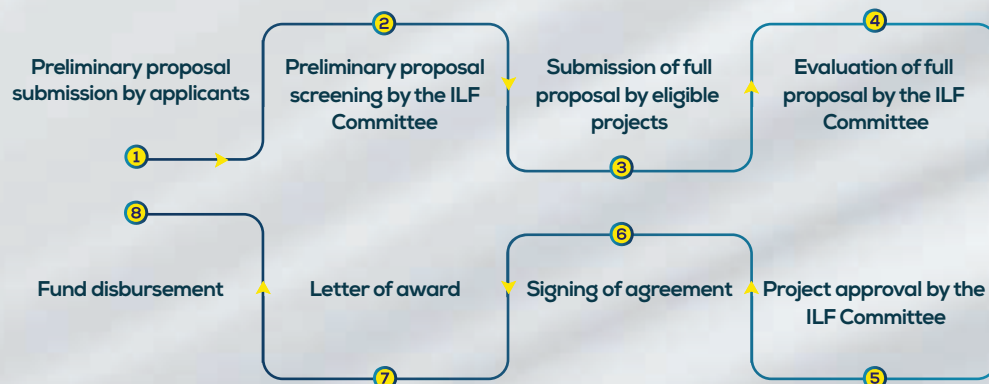 1
Preliminary proposal
submission by applicants
2
Preliminary proposal
screening by the ILF
Committee
3
Submission of full
proposal by eligible
projects
4
Evaluation of full
proposal by the ILF
Committee
5
Project approval by the
ILF Committee
6
Signing of agreement
7
Letter of award
8
Fund disbursement